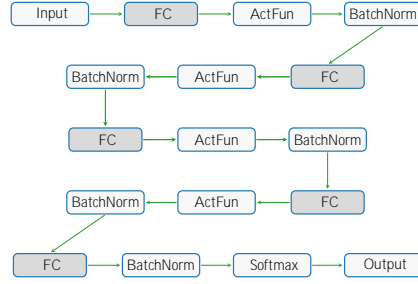 Input FC ActFun BatchNorm
BatchNorm ActFun FC
FC ActFun BatchNorm
BatchNorm ActFun FC
FC BatchNorm Softmax Output